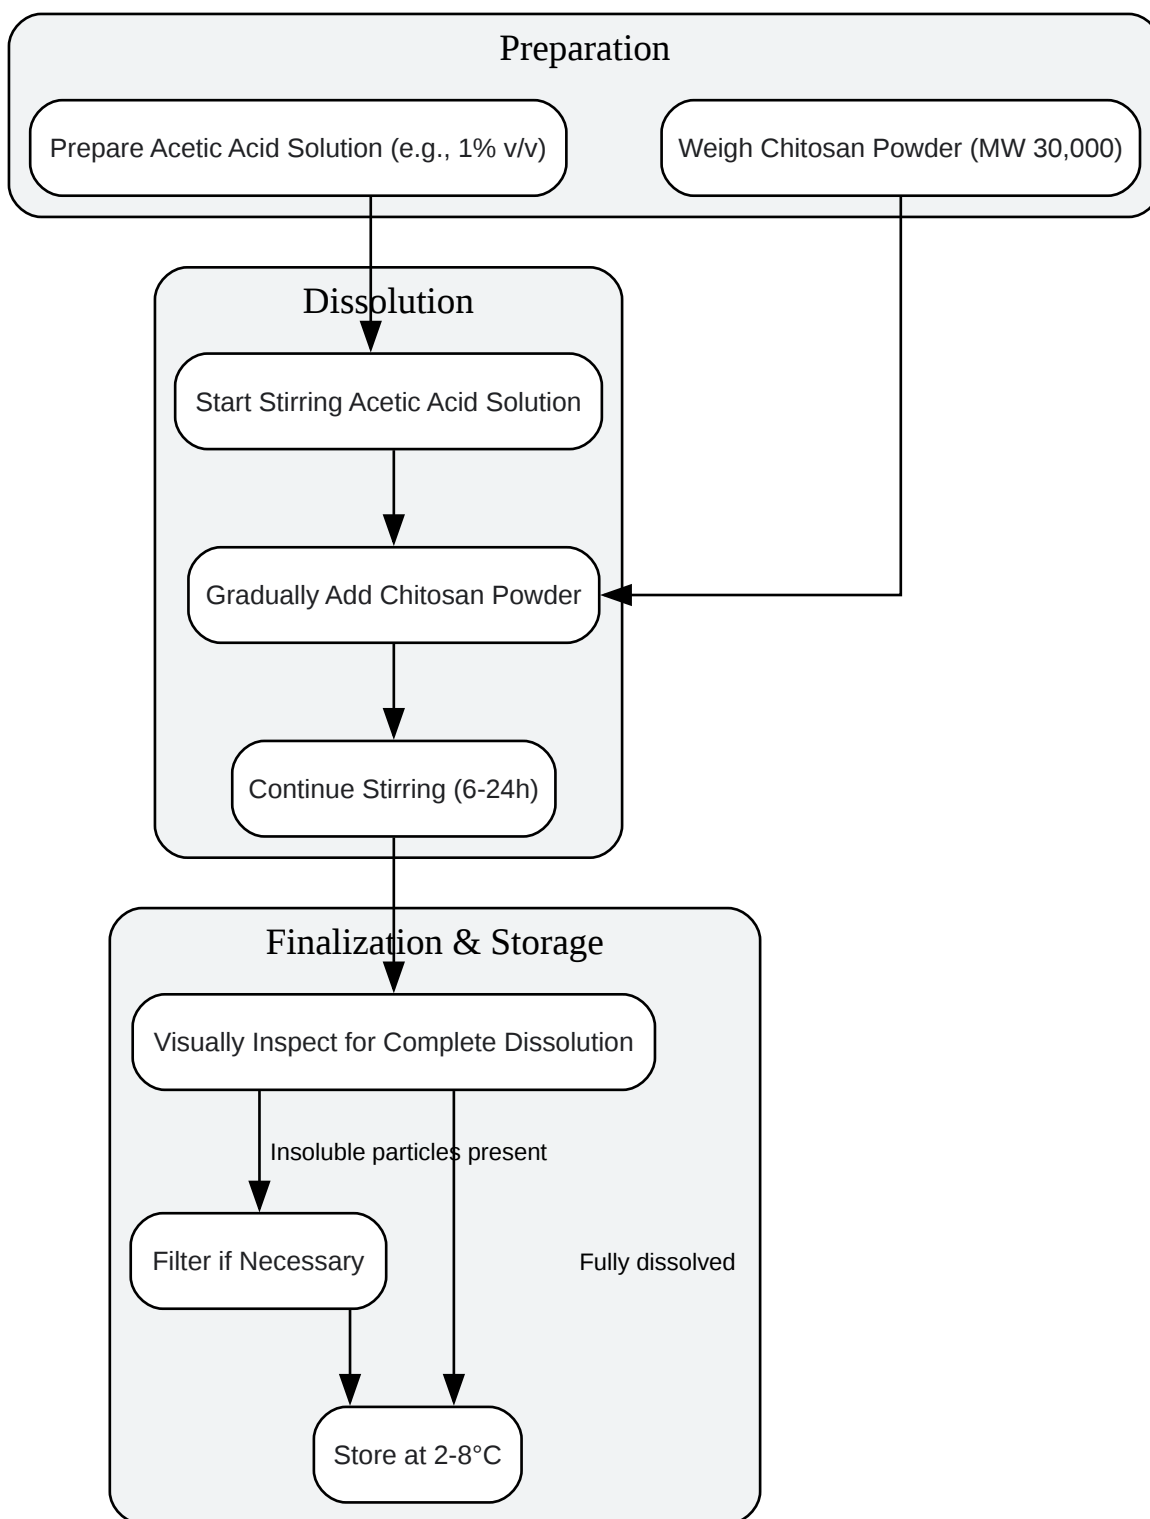 Preparation
Prepare Acetic Acid Solution (e.g., 1% v/v)
Weigh Chitosan Powder (MW 30,000)
Dissolution
Start Stirring Acetic Acid Solution
Gradually Add Chitosan Powder
Continue Stirring (6-24h)
Finalization & Storage
Visually Inspect for Complete Dissolution
Insoluble particles present
Filter if Necessary
Fully dissolved
Store at 2-8°C